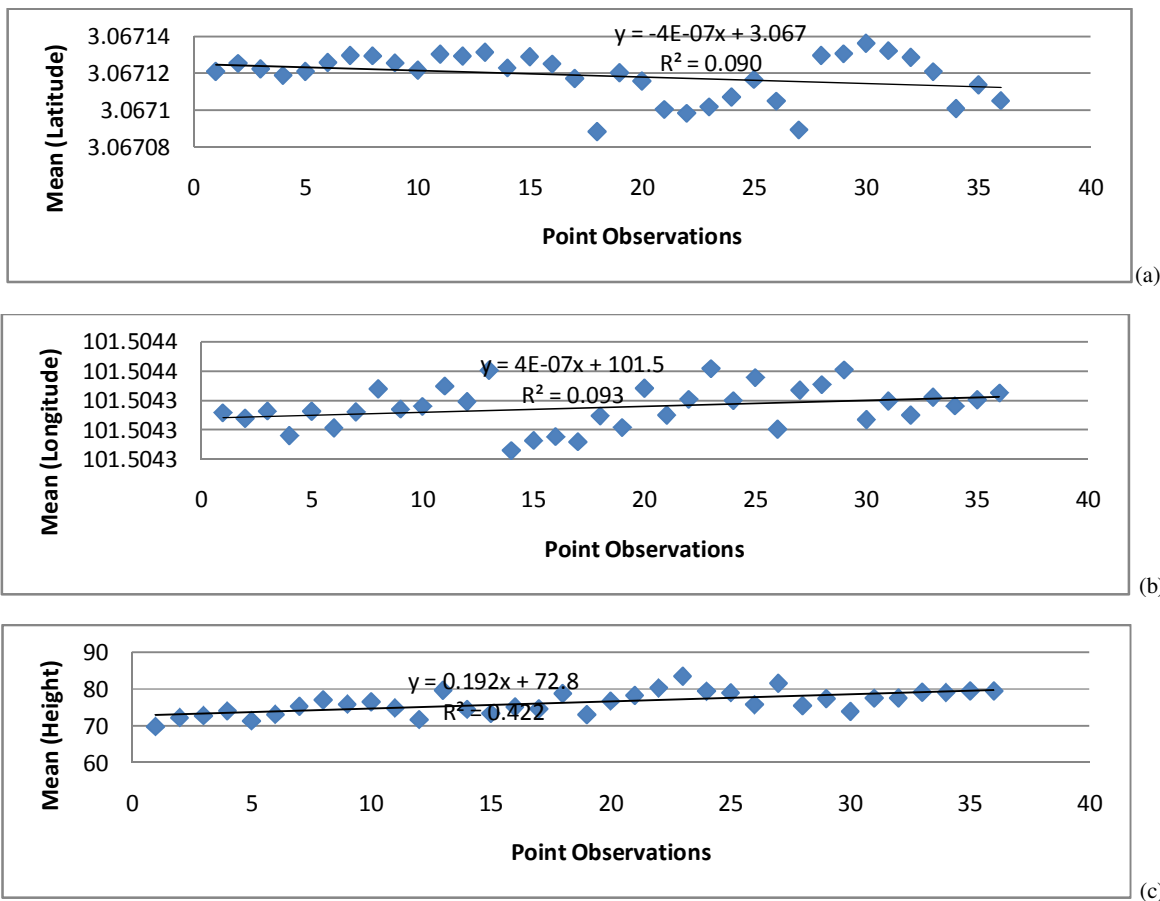 Mean (Latitude)
3.06714
3.06712
3.0671
3.06708
y = -4E-07x + 3.067
R² = 0.090
0 5 10 15 20 25 30 35 40
Point Observations
(a)
Mean (Longitude)
101.5044
101.5044
101.5043
101.5043
101.5043
y = 4E-07x + 101.5
R² = 0.093
0 5 10 15 20 25 30 35 40
Point Observations
(b)
Mean (Height)
90
80
70
60
y = 0.192x + 72.8
R² = 0.422
0 5 10 15 20 25 30 35 40
Point Observations
(c)